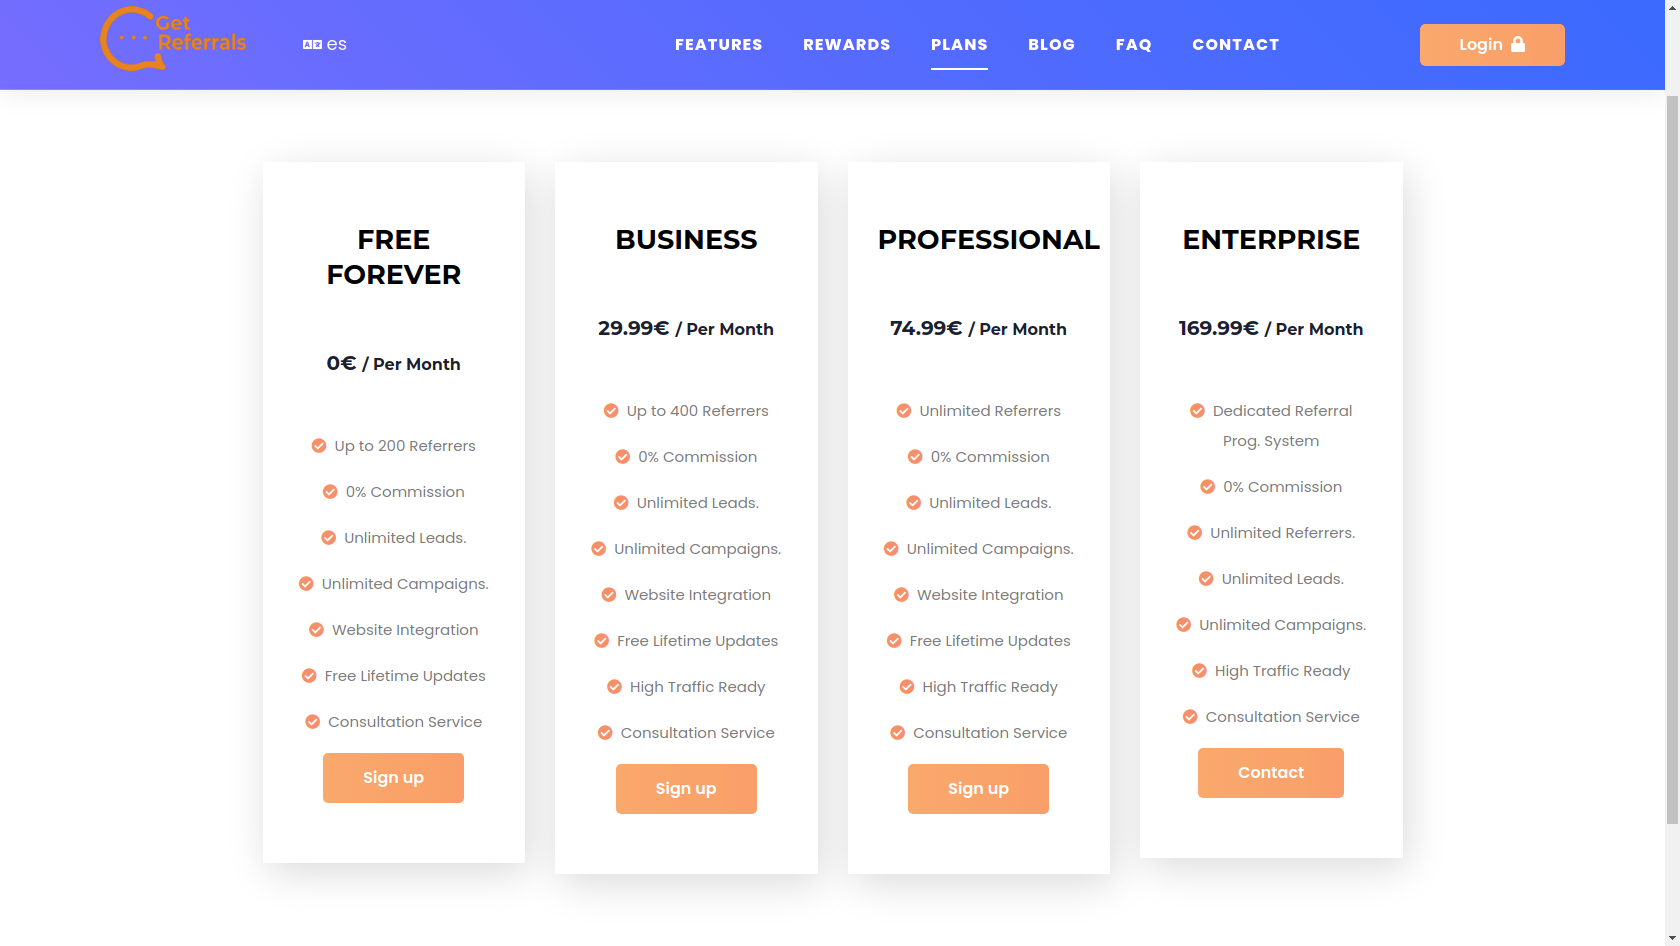 Get
Referrals
es
FEATURES
REWARDS
PLANS
BLOG
FAQ
CONTACT
Login
FREE
FOREVER
0€ / Per Month
Up to 200 Referrers
0% Commission
Unlimited Leads.
Unlimited Campaigns.
Website Integration
Free Lifetime Updates
Consultation Service
Sign up
BUSINESS
29.99€ / Per Month
Up to 400 Referrers
0% Commission
Unlimited Leads.
Unlimited Campaigns.
Website Integration
Free Lifetime Updates
High Traffic Ready
Consultation Service
Sign up
PROFESSIONAL
74.99€ / Per Month
Unlimited Referrers
0% Commission
Unlimited Leads.
Unlimited Campaigns.
Website Integration
Free Lifetime Updates
High Traffic Ready
Consultation Service
Sign up
ENTERPRISE
169.99€ / Per Month
Dedicated Referral
Prog. System
0% Commission
Unlimited Referrers.
Unlimited Leads.
Unlimited Campaigns.
High Traffic Ready
Consultation Service
Contact